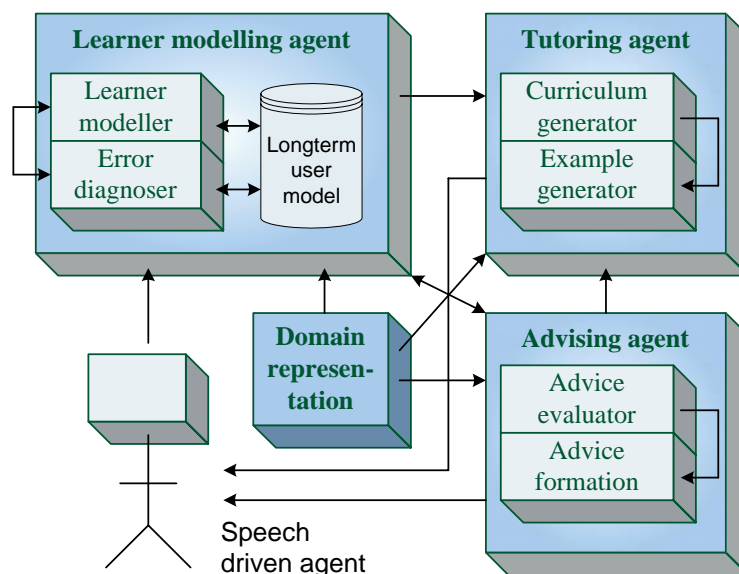 Learner modelling agent
Learner
modeller
Error
diagnoser
Longterm
user
model
Tutoring agent
Curriculum
generator
Example
generator
Domain
represen-
tation
Advising agent
Advice
evaluator
Advice
formation
Speech
driven agent